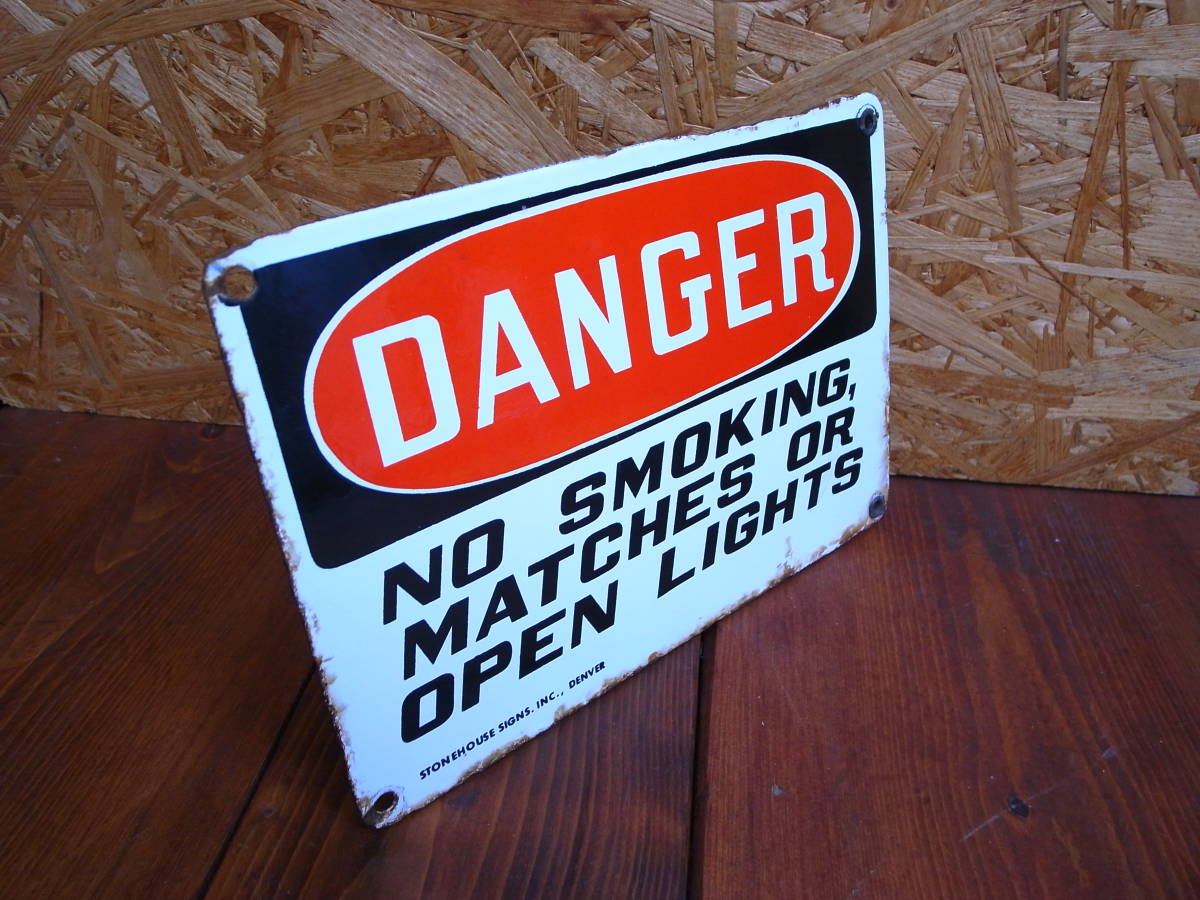 DANGER
NO SMOKING,
MATCHES OR
OPEN LIGHTS
STONEHOUSE SIGNS. INC., DENVER